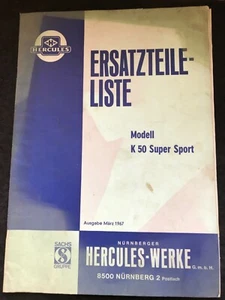 HERCULES
ERSATZTEILE-
LISTE
Modell
K 50 Super Sport
Ausgabe März 1967
SACHS
S
GRUPPE
NÜRNBERGER
HERCULES-WERKE G.m.b.H.
8500 NÜRNBERG 2 Postfach